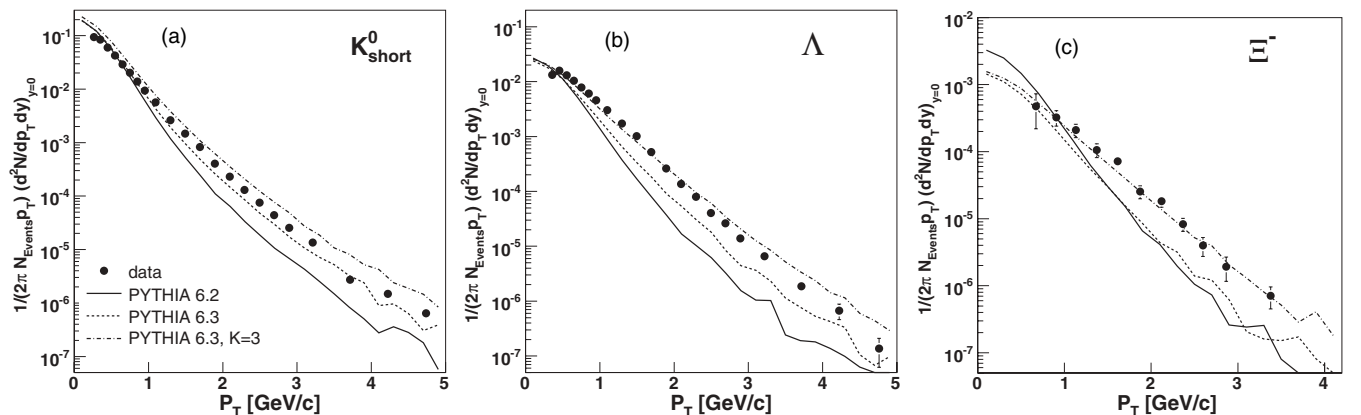 (a)
K⁰short
1/(2π N_Events p_T) (d²N/dp_T dy)_y=0
10⁻¹
10⁻²
10⁻³
10⁻⁴
10⁻⁵
10⁻⁶
10⁻⁷
data
PYTHIA 6.2
PYTHIA 6.3
PYTHIA 6.3, K=3
0 1 2 3 4 5
P_T [GeV/c]
(b)
Λ
1/(2π N_Events p_T) (d²N/dp_T dy)_y=0
10⁻¹
10⁻²
10⁻³
10⁻⁴
10⁻⁵
10⁻⁶
10⁻⁷
0 1 2 3 4 5
P_T [GeV/c]
(c)
Ξ⁻
1/(2π N_Events p_T) (d²N/dp_T dy)_y=0
10⁻²
10⁻³
10⁻⁴
10⁻⁵
10⁻⁶
10⁻⁷
0 1 2 3 4
P_T [GeV/c]